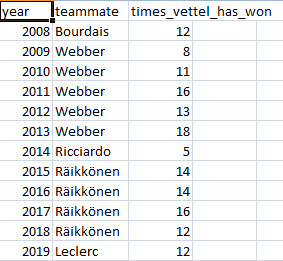 year teammate times_vettel_has_won
2008 Bourdais 12
2009 Webber 8
2010 Webber 11
2011 Webber 16
2012 Webber 13
2013 Webber 18
2014 Ricciardo 5
2015 Räikkönen 14
2016 Räikkönen 14
2017 Räikkönen 16
2018 Räikkönen 12
2019 Leclerc 12